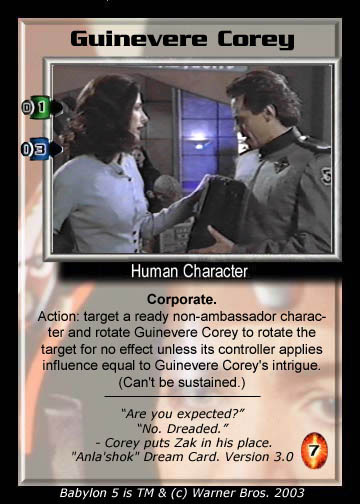 Guinevere Corey
0 1
0 3
Human Character
Corporate.
Action: target a ready non-ambassador charac-
ter and rotate Guinevere Corey to rotate the
target for no effect unless its controller applies
influence equal to Guinevere Corey's intrigue.
(Can't be sustained.)
"Are you expected?"
"No. Dreaded."
- Corey puts Zak in his place.
"Anla'shok" Dream Card. Version 3.0
7
Babylon 5 is TM & (c) Warner Bros. 2003